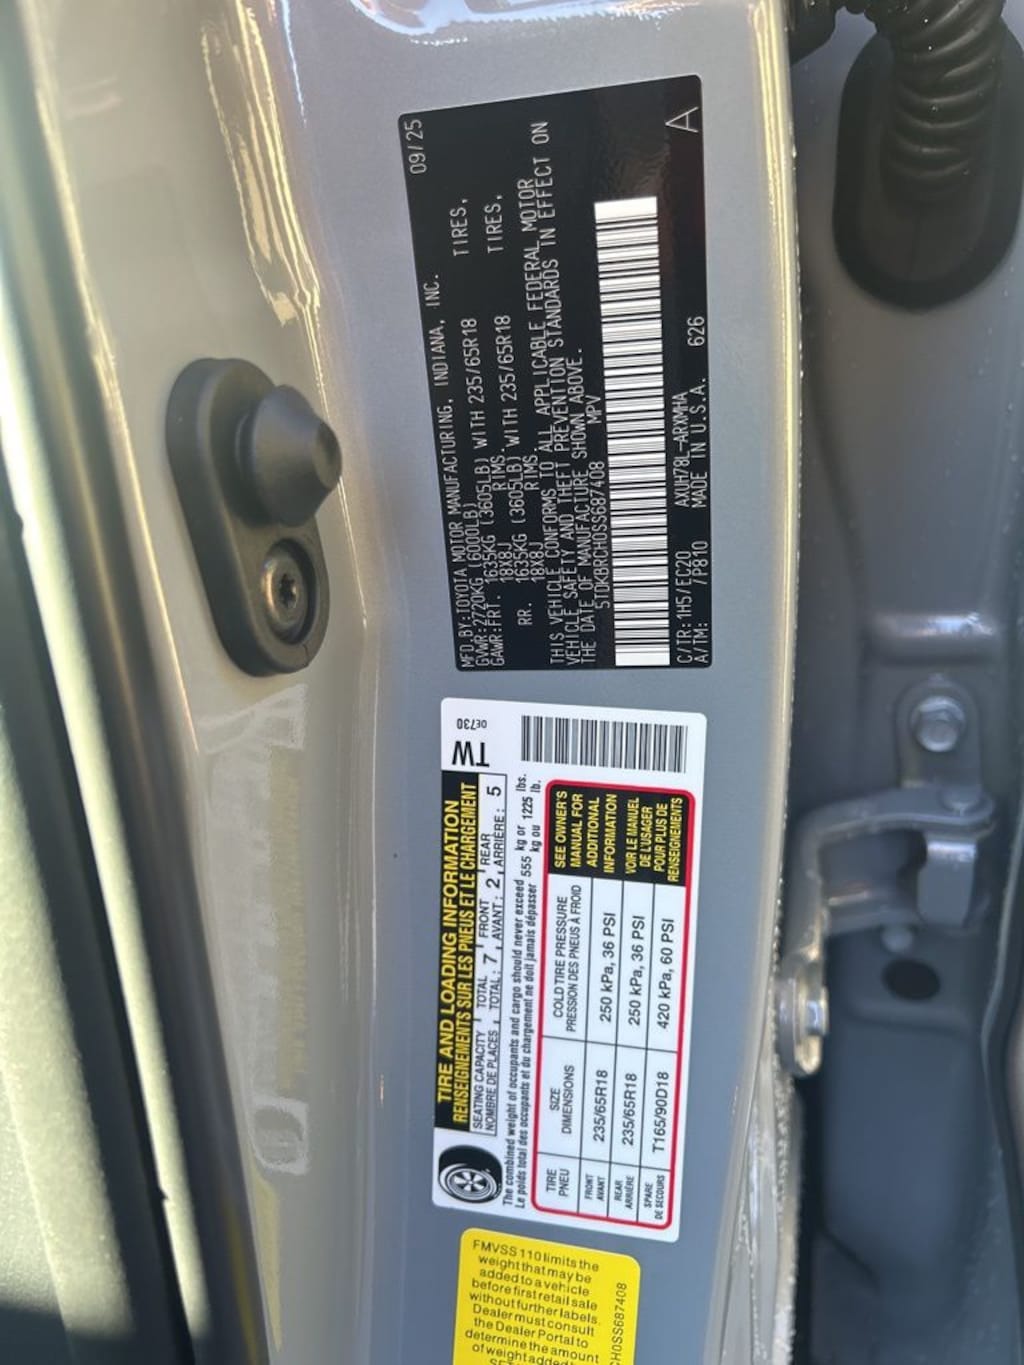 09/25
MFD.BY:TOYOTA MOTOR MANUFACTURING, INDIANA, INC.
GVWR:2720KG (6000LB)
GAWR:FRT. 1635KG (3605LB) WITH 235/65R18 TIRES,
18X8J RIMS.
RR. 1635KG (3605LB) WITH 235/65R18 TIRES,
18X8J RIMS.
THIS VEHICLE CONFORMS TO ALL APPLICABLE FEDERAL MOTOR
VEHICLE SAFETY AND THEFT PREVENTION STANDARDS IN EFFECT ON
THE DATE OF MANUFACTURE SHOWN ABOVE.
5TDKBRCH0SS687408 MPV
C/TR:1H5/EC20 AXUH78L-ARXMHA 626
A/TM: /P810 MADE IN U.S.A. A
TIRE AND LOADING INFORMATION
RENSEIGNEMENTS SUR LES PNEUS ET LE CHARGEMENT
TW
0E730
SEATING CAPACITY TOTAL 7 FRONT 2 REAR 5
NOMBRE DE PLACES TOTAL: AVANT: ARRIÈRE:
The combined weight of occupants and cargo should never exceed 555 kg or 1225 lbs.
Le poids total des occupants et du chargement ne doit jamais dépasser kg ou lb.
TIRE SIZE COLD TIRE PRESSURE
PNEU DIMENSIONS PRESSION DES PNEUS À FROID
FRONT
AVANT 235/65R18 250 kPa, 36 PSI
REAR
ARRIÈRE 235/65R18 250 kPa, 36 PSI
SPARE
DE SECOURS T165/90D18 420 kPa, 60 PSI
SEE OWNER'S
MANUAL FOR
ADDITIONAL
INFORMATION
VOIR LE MANUEL
DE L'USAGER
POUR PLUS DE
RENSEIGNEMENTS
FMVSS 110 limits the
weight that may be
added to a vehicle
before first retail sale
without further labels.
Dealer must consult
the Dealer Portal to
determine the amount
of weight added
CH0SS687408